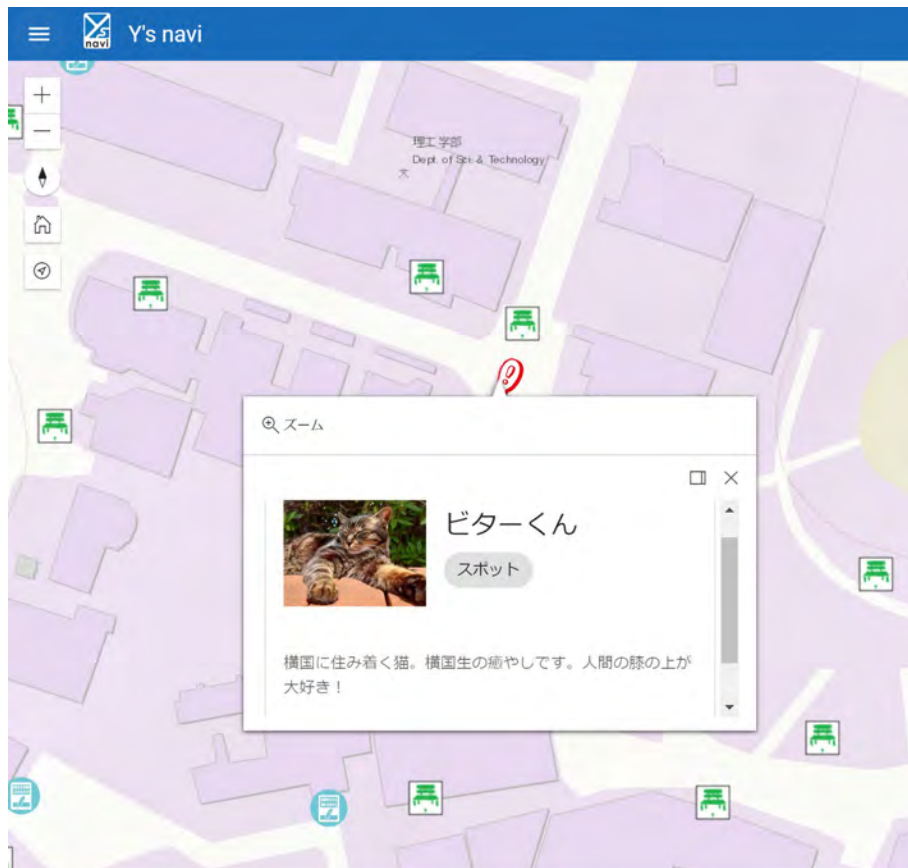 Y's navi
navi
理工学部
Dept. of Sci. & Technology
文
ズーム
ビターくん
スポット
横国に住み着く猫。横国生の癒やしです。人間の膝の上が
大好き！